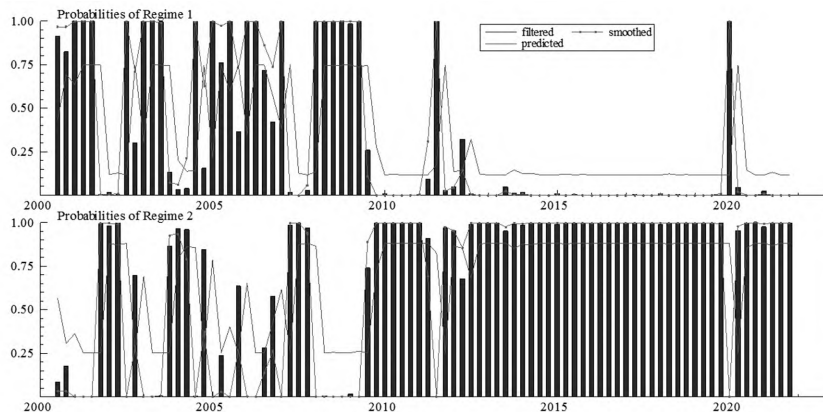 1.00 Probabilities of Regime 1
filtered smoothed
predicted
0.75
0.50
0.25
2000 2005 2010 2015 2020
1.00 Probabilities of Regime 2
0.75
0.50
0.25
2000 2005 2010 2015 2020